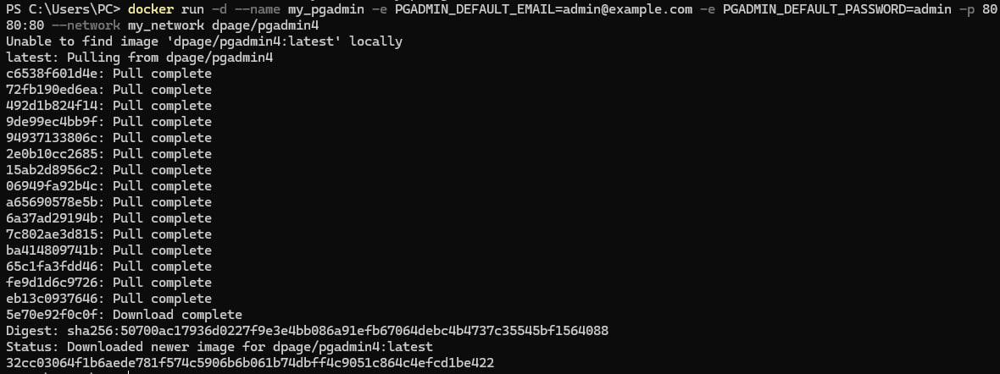 PS C:\Users\PC> docker run -d --name my_pgadmin -e PGADMIN_DEFAULT_EMAIL=admin@example.com -e PGADMIN_DEFAULT_PASSWORD=admin -p 80
80:80 --network my_network dpage/pgadmin4
Unable to find image 'dpage/pgadmin4:latest' locally
latest: Pulling from dpage/pgadmin4
c6538f601d4e: Pull complete
72fb190ed6ea: Pull complete
492d1b824f14: Pull complete
9de99ec4bb9f: Pull complete
94937133806c: Pull complete
2e0b10cc2685: Pull complete
15ab2d8956c2: Pull complete
06949fa92b4c: Pull complete
a65690578e5b: Pull complete
6a37ad29194b: Pull complete
7c802ae3d815: Pull complete
ba414809741b: Pull complete
65c1fa3fdd46: Pull complete
fe9d1d6c9726: Pull complete
eb13c0937646: Pull complete
5e70e92f0c0f: Download complete
Digest: sha256:50700ac17936d0227f9e3e4bb086a91efb67064debc4b4737c35545bf1564088
Status: Downloaded newer image for dpage/pgadmin4:latest
32cc03064f1b6aede781f574c5906b6b061b74dbff4c9051c864c4efcd1be422